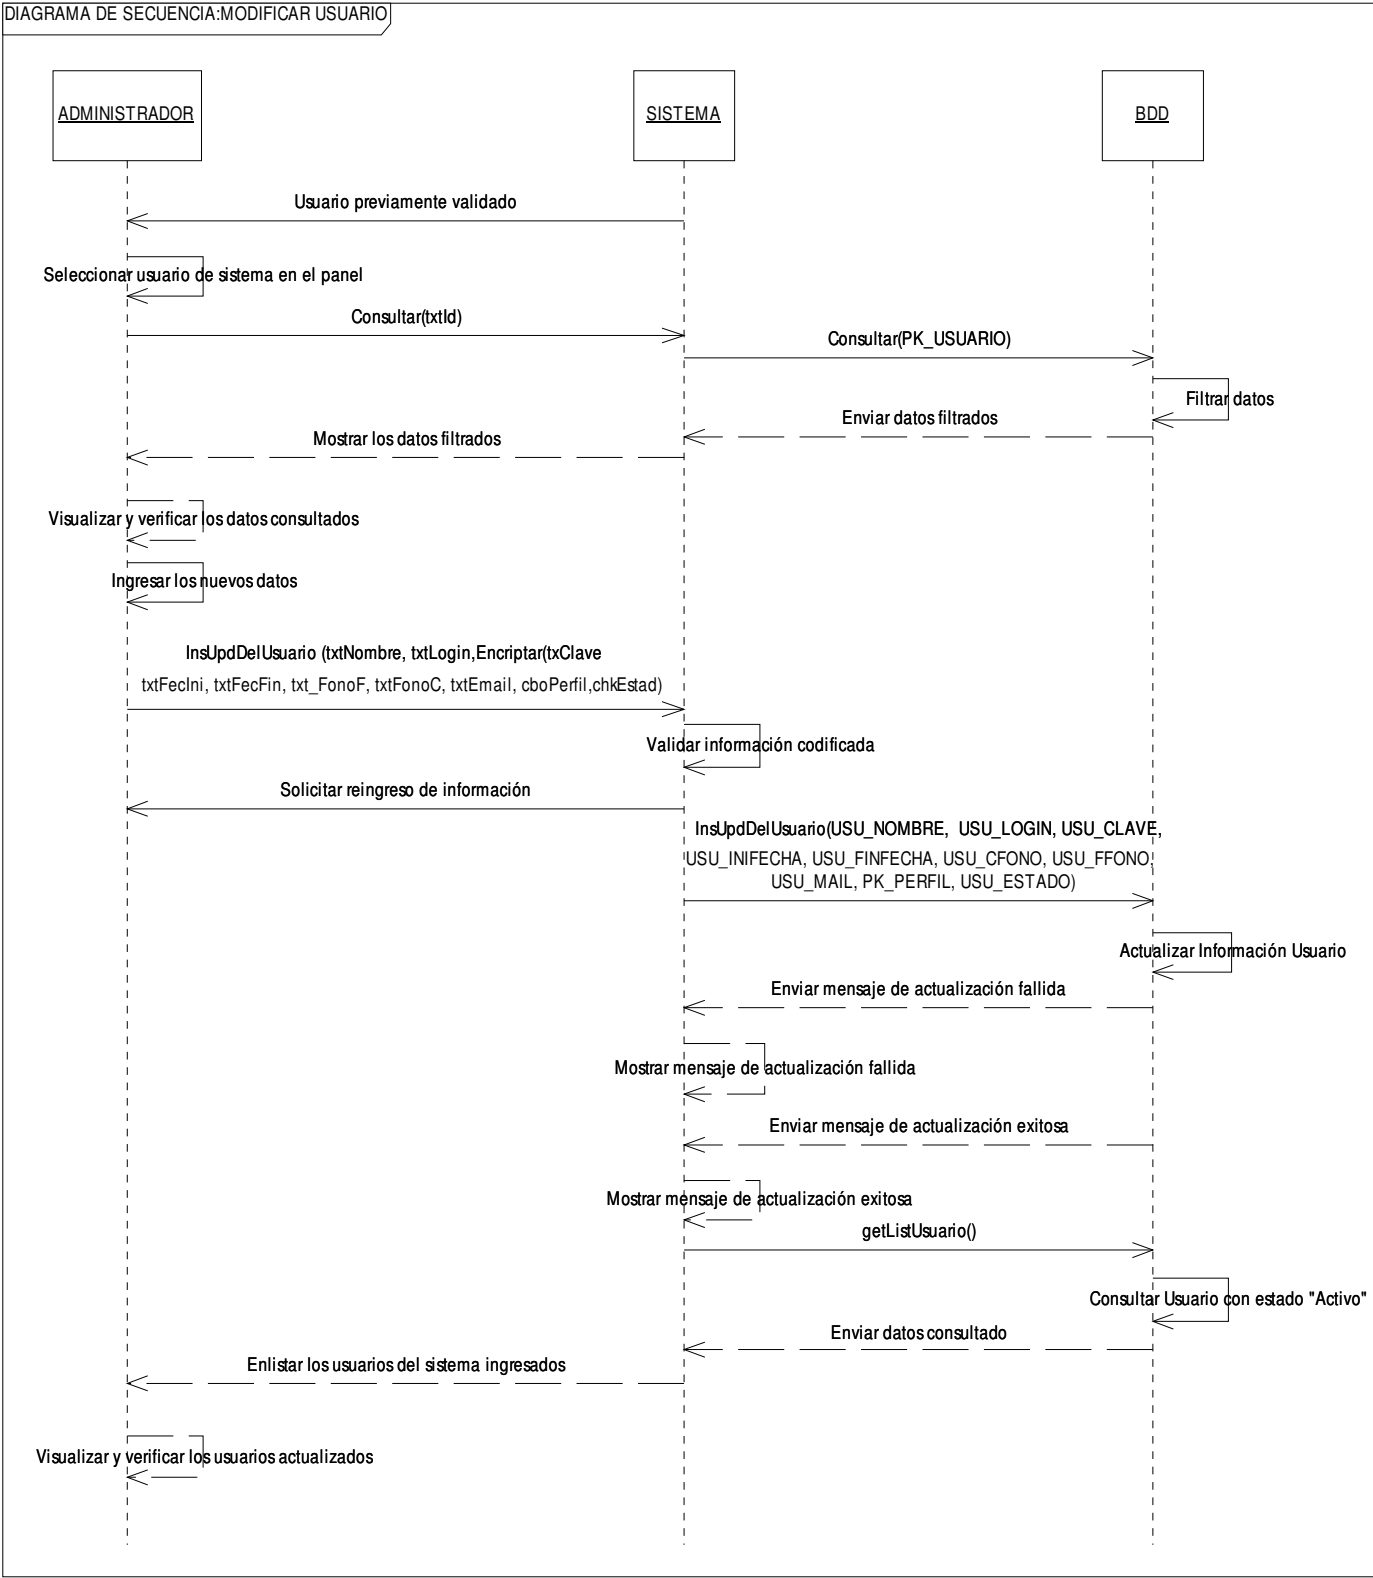 DIAGRAMA DE SECUENCIA:MODIFICAR USUARIO
ADMINISTRADOR
SISTEMA
BDD
Usuario previamente validado
Seleccionar usuario de sistema en el panel
Consultar(txtId)
Consultar(PK_USUARIO)
Filtrar datos
Enviar datos filtrados
Mostrar los datos filtrados
Visualizar y verificar los datos consultados
Ingresar los nuevos datos
InsUpdDelUsuario (txtNombre, txtLogin,Encriptar(txClave
txtFecIni, txtFecFin, txt_FonoF, txtFonoC, txtEmail, cboPerfil,chkEstad)
Validar información codificada
Solicitar reingreso de información
InsUpdDelUsuario(USU_NOMBRE, USU_LOGIN, USU_CLAVE,
USU_INIFECHA, USU_FINFECHA, USU_CFONO, USU_FFONO,
USU_MAIL, PK_PERFIL, USU_ESTADO)
Actualizar Información Usuario
Enviar mensaje de actualización fallida
Mostrar mensaje de actualización fallida
Enviar mensaje de actualización exitosa
Mostrar mensaje de actualización exitosa
getListUsuario()
Consultar Usuario con estado "Activo"
Enviar datos consultado
Enlistar los usuarios del sistema ingresados
Visualizar y verificar los usuarios actualizados